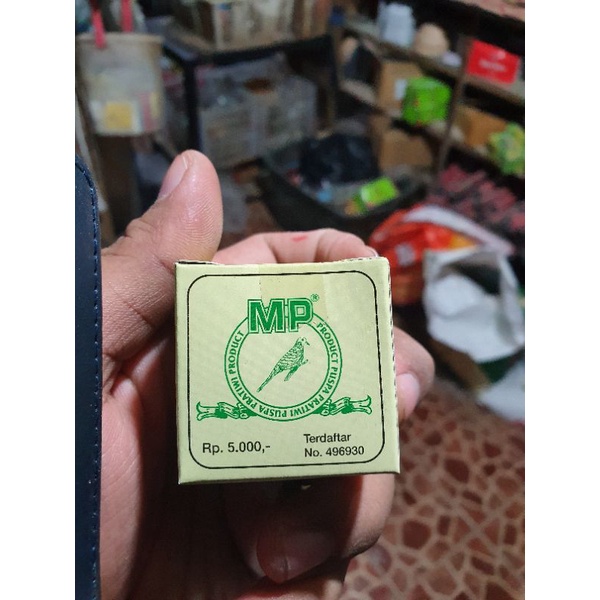 MP®
PRODUCT PUSPA PRATIWI PUSPA PRATIWI PRODUCT
Rp. 5.000,-
Terdaftar
No. 496930